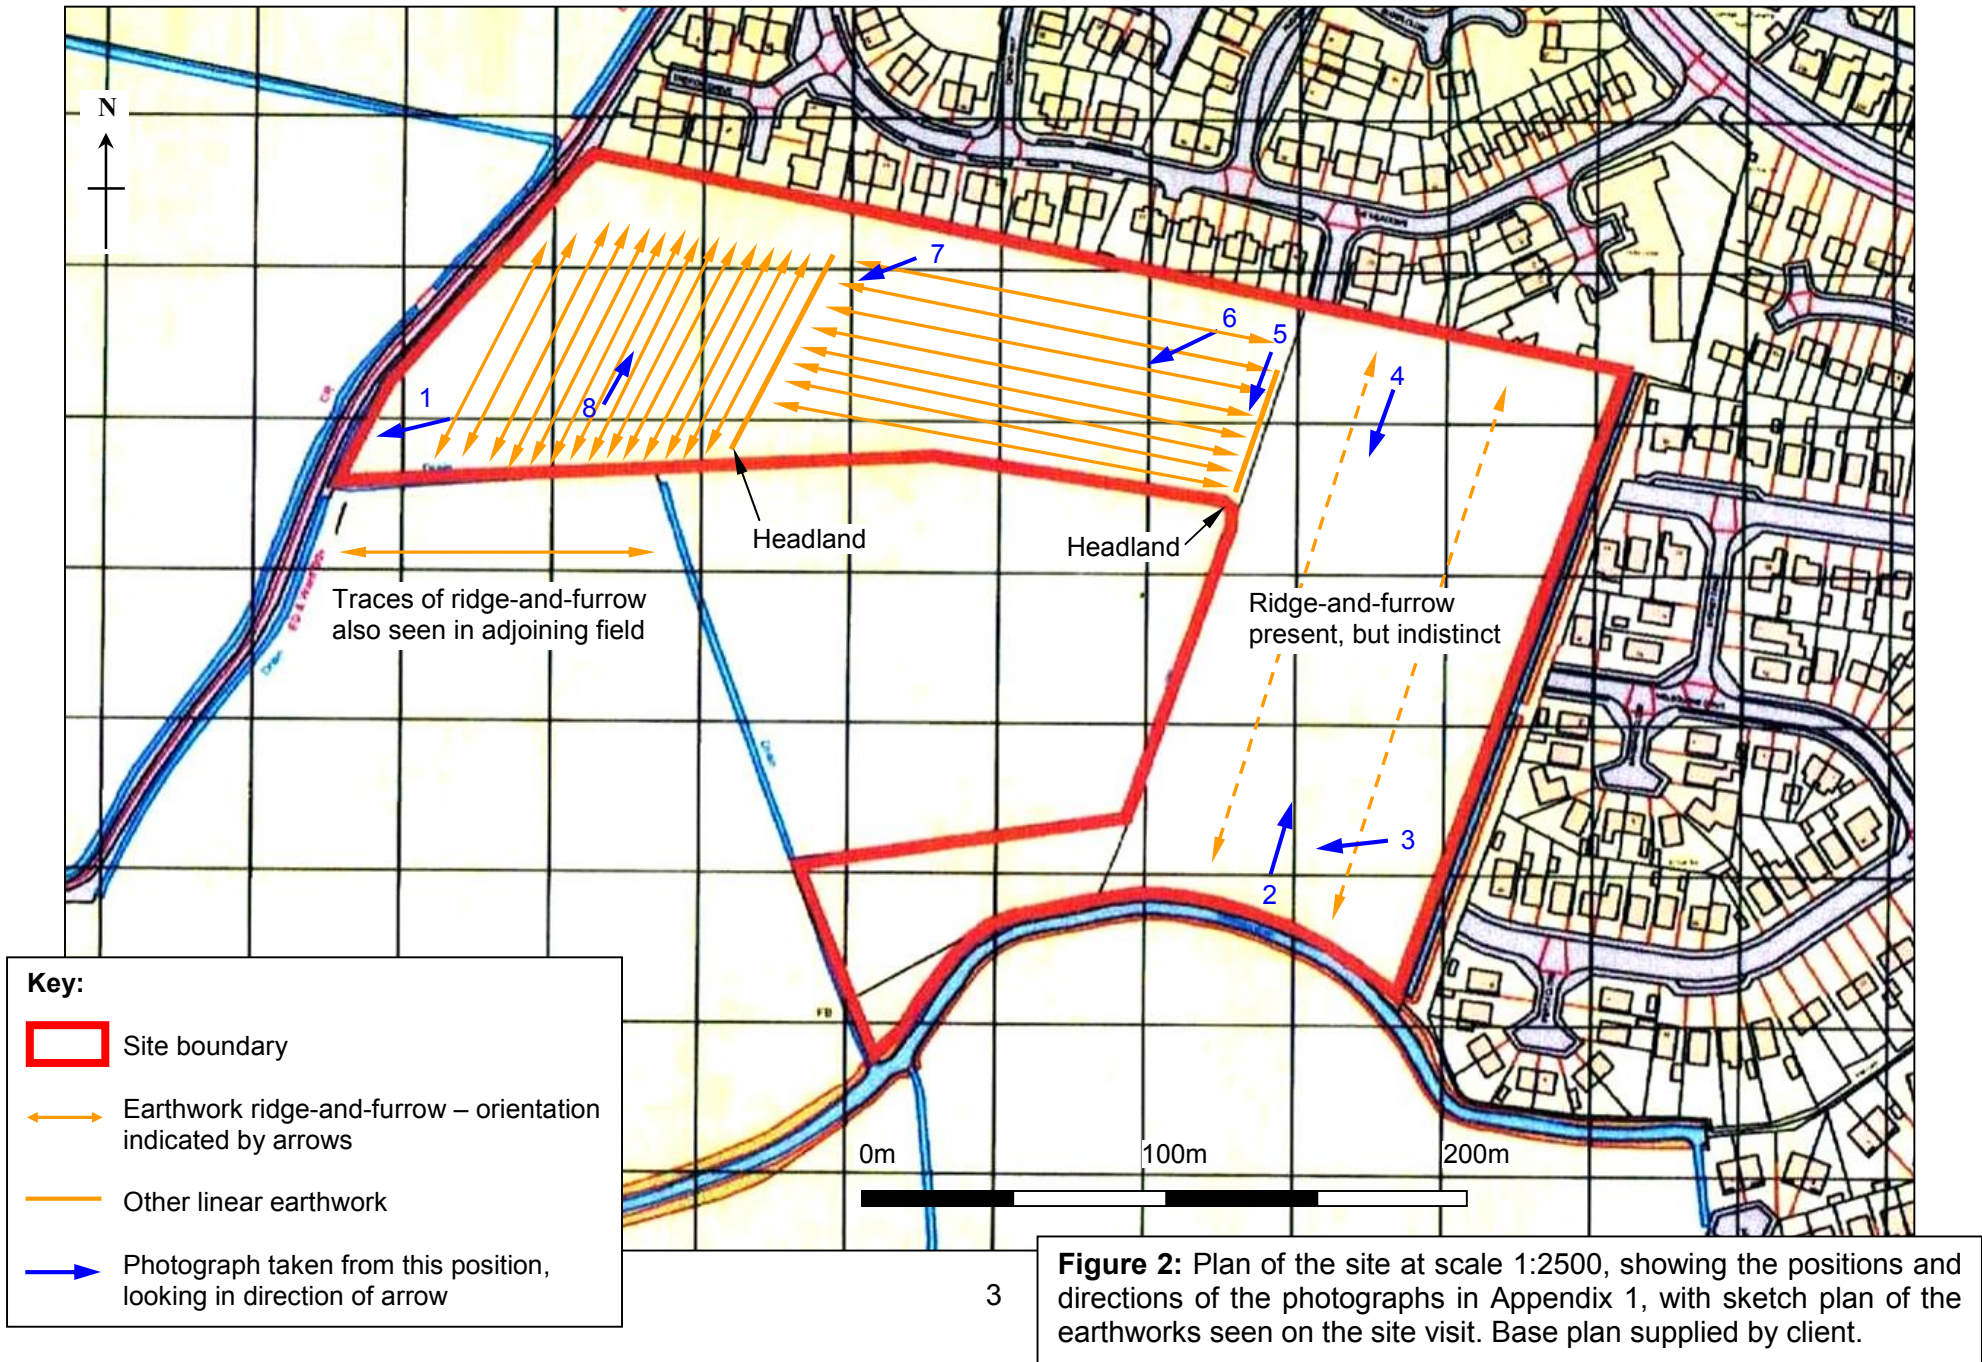 N
7
6
5
4
1
8
Drain
Headland
Headland
Traces of ridge-and-furrow
also seen in adjoining field
Ridge-and-furrow
present, but indistinct
Drain
Drain
3
2
FB
Key:
Site boundary
Earthwork ridge-and-furrow – orientation
indicated by arrows
Other linear earthwork
Photograph taken from this position,
looking in direction of arrow
0m 100m 200m
3
Figure 2: Plan of the site at scale 1:2500, showing the positions and
directions of the photographs in Appendix 1, with sketch plan of the
earthworks seen on the site visit. Base plan supplied by client.